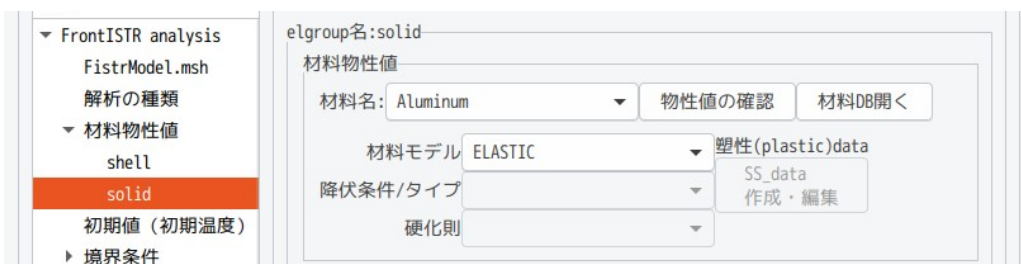 FrontISTR analysis
FistrModel.msh
解析の種類
材料物性値
shell
solid
初期値 (初期温度)
境界条件
elgroup名:solid
材料物性値
材料名: Aluminum 物性値の確認 材料DB開く
材料モデル ELASTIC 塑性(plastic)data
降伏条件/タイプ SS_data
作成・編集
硬化則